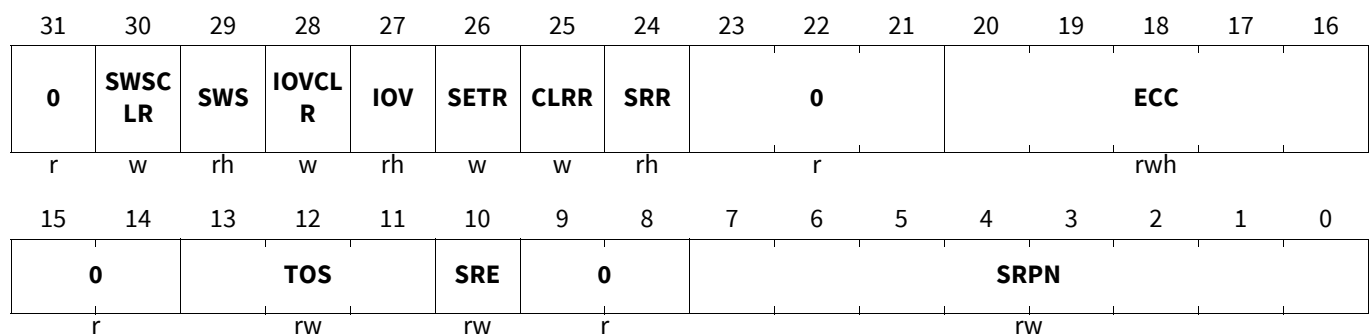 31 30 29 28 27 26 25 24 23 22 21 20 19 18 17 16
0 SWSC LR SWS IOVCL R IOV SETR CLRR SRR 0 ECC
r w rh w rh w w rh r rwh
15 14 13 12 11 10 9 8 7 6 5 4 3 2 1 0
0 TOS SRE 0 SRPN
r rw rw r rw